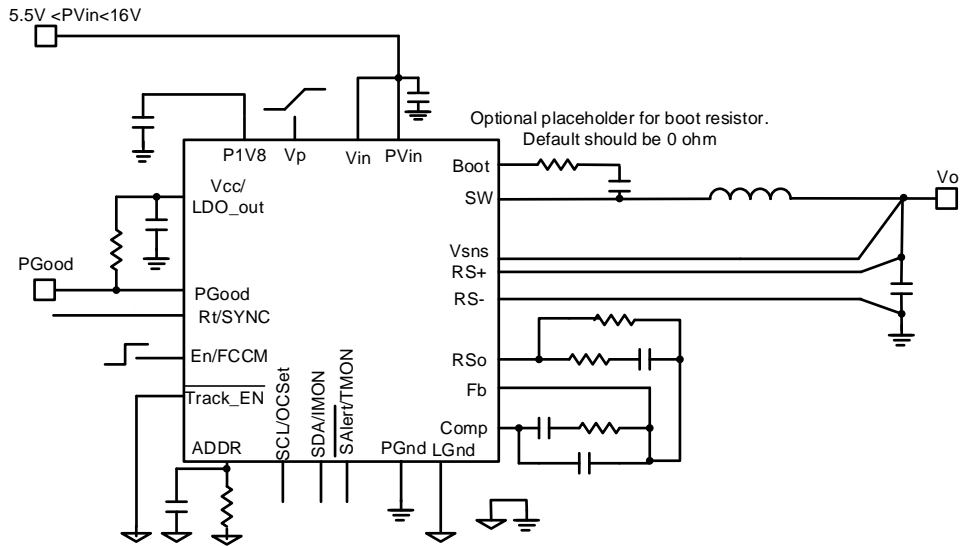 5.5V <PVin<16V
Optional placeholder for boot resistor.
Default should be 0 ohm
P1V8
Vp
Vin
PVin
Boot
SW
Vo
Vcc/
LDO_out
Vsns
RS+
RS-
PGood
PGood
Rt/SYNC
En/FCCM
RSo
Fb
Track_EN
Comp
ADDR
SCL/OCSet
SDA/IMON
SAlert/TMON
PGnd
LGnd